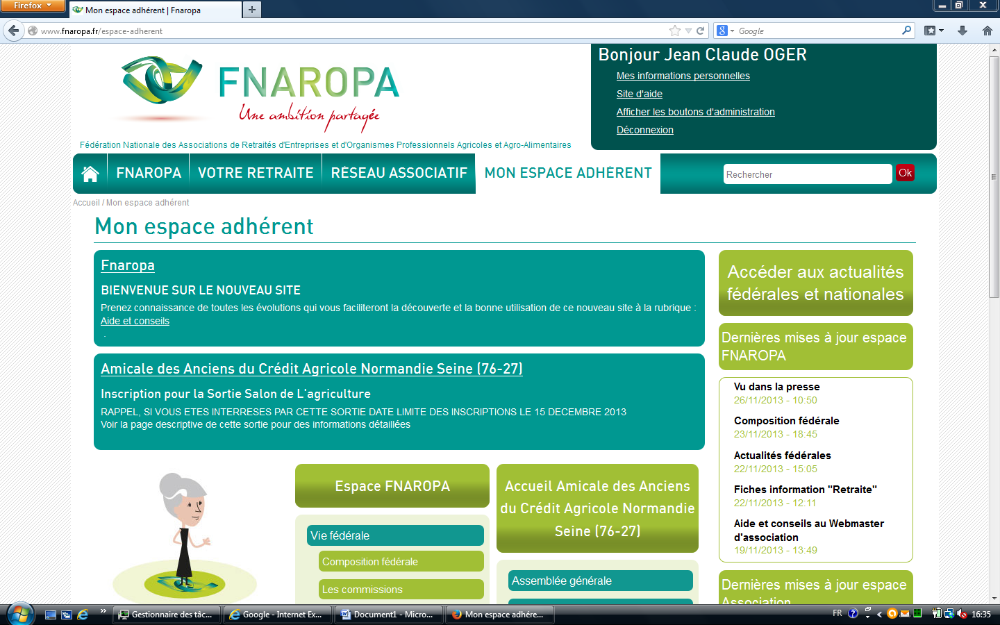 Firefox
Mon espace adhérent | Fnaropa
www.fnaropa.fr/espace-adherent
Google
FNAROPA
Une ambition partagée
Fédération Nationale des Associations de Retraités d'Entreprises et d'Organismes Professionnels Agricoles et Agro-Alimentaires
Bonjour Jean Claude OGER
Mes informations personnelles
Site d'aide
Afficher les boutons d'administration
Déconnexion
FNAROPA
VOTRE RETRAITE
RÉSEAU ASSOCIATIF
MON ESPACE ADHÉRENT
Rechercher
Ok
Accueil / Mon espace adhérent
Mon espace adhérent
Fnaropa
BIENVENUE SUR LE NOUVEAU SITE
Prenez connaissance de toutes les évolutions qui vous faciliteront la découverte et la bonne utilisation de ce nouveau site à la rubrique :
Aide et conseils
.
Amicale des Anciens du Crédit Agricole Normandie Seine (76-27)
Inscription pour la Sortie Salon de L'agriculture
RAPPEL, SI VOUS ETES INTERRESES PAR CETTE SORTIE DATE LIMITE DES INSCRIPTIONS LE 15 DECEMBRE 2013
Voir la page descriptive de cette sortie pour des informations détaillées
Espace FNAROPA
Vie fédérale
Composition fédérale
Les commissions
Accueil Amicale des Anciens
du Crédit Agricole Normandie
Seine (76-27)
Assemblée générale
Accéder aux actualités
fédérales et nationales
Dernières mises à jour espace
FNAROPA
Vu dans la presse
26/11/2013 - 10:50
Composition fédérale
23/11/2013 - 18:45
Actualités fédérales
22/11/2013 - 15:05
Fiches information "Retraite"
22/11/2013 - 12:11
Aide et conseils au Webmaster
d'association
19/11/2013 - 13:49
Dernières mises à jour espace
Association
Gestionnaire des tâc...
Google - Internet Ex...
Document1 - Micro...
Mon espace adhére...
FR
16:35